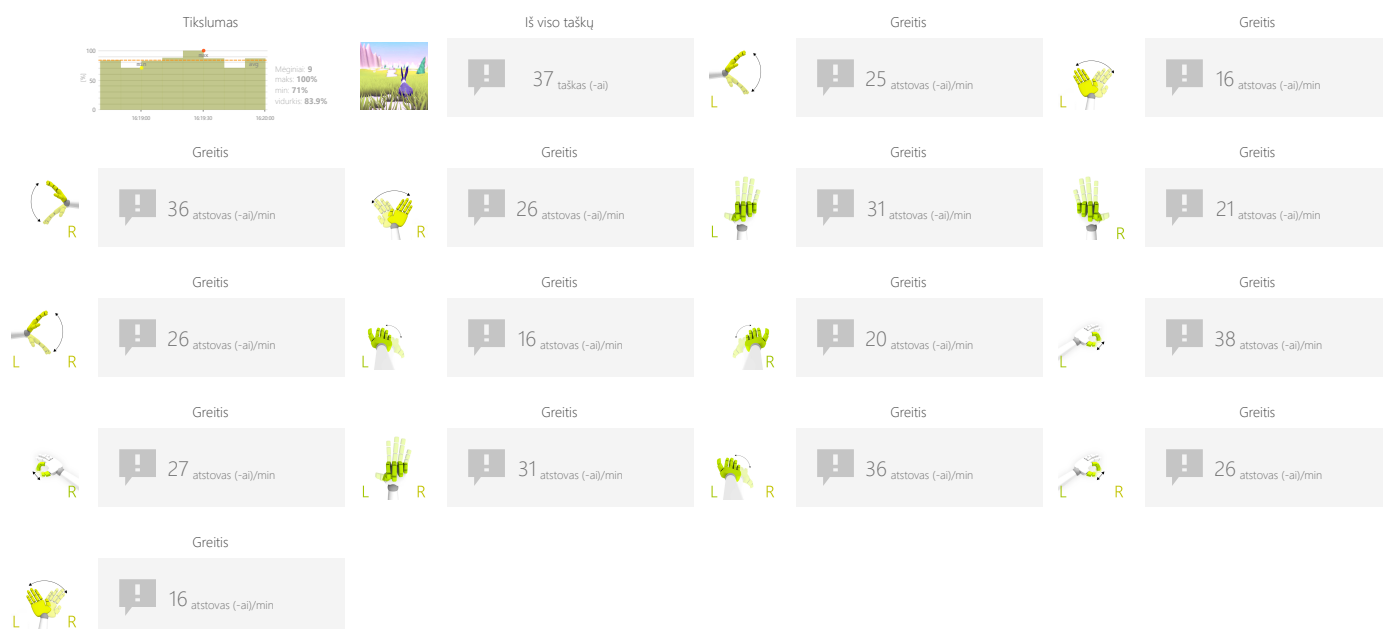 Tikslumas
100
50
0
[%]
max
min
avg
16:19:00
16:19:30
16:20:00
Mėginiai: 9
maks: 100%
min: 71%
vidurkis: 83.9%
Iš viso taškų
37 taškas (-ai)
Greitis
L
25 atstovas (-ai)/min
Greitis
L
16 atstovas (-ai)/min
Greitis
R
36 atstovas (-ai)/min
Greitis
R
26 atstovas (-ai)/min
Greitis
L
31 atstovas (-ai)/min
Greitis
R
21 atstovas (-ai)/min
Greitis
L R
26 atstovas (-ai)/min
Greitis
L
16 atstovas (-ai)/min
Greitis
R
20 atstovas (-ai)/min
Greitis
L
38 atstovas (-ai)/min
Greitis
R
27 atstovas (-ai)/min
Greitis
L R
31 atstovas (-ai)/min
Greitis
L R
36 atstovas (-ai)/min
Greitis
L R
26 atstovas (-ai)/min
Greitis
L R
16 atstovas (-ai)/min